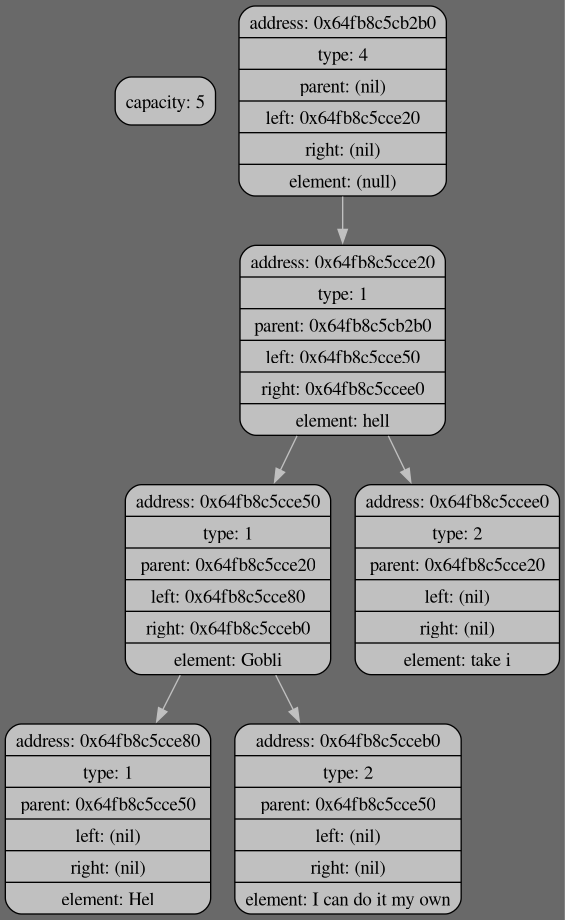 address: 0x64fb8c5cb2b0
type: 4
parent: (nil)
left: 0x64fb8c5cce20
right: (nil)
element: (null)
capacity: 5
address: 0x64fb8c5cce20
type: 1
parent: 0x64fb8c5cb2b0
left: 0x64fb8c5cce50
right: 0x64fb8c5ccee0
element: hell
address: 0x64fb8c5cce50
type: 1
parent: 0x64fb8c5cce20
left: 0x64fb8c5cce80
right: 0x64fb8c5cceb0
element: Gobli
address: 0x64fb8c5ccee0
type: 2
parent: 0x64fb8c5cce20
left: (nil)
right: (nil)
element: take i
address: 0x64fb8c5cce80
type: 1
parent: 0x64fb8c5cce50
left: (nil)
right: (nil)
element: Hel
address: 0x64fb8c5cceb0
type: 2
parent: 0x64fb8c5cce50
left: (nil)
right: (nil)
element: I can do it my own